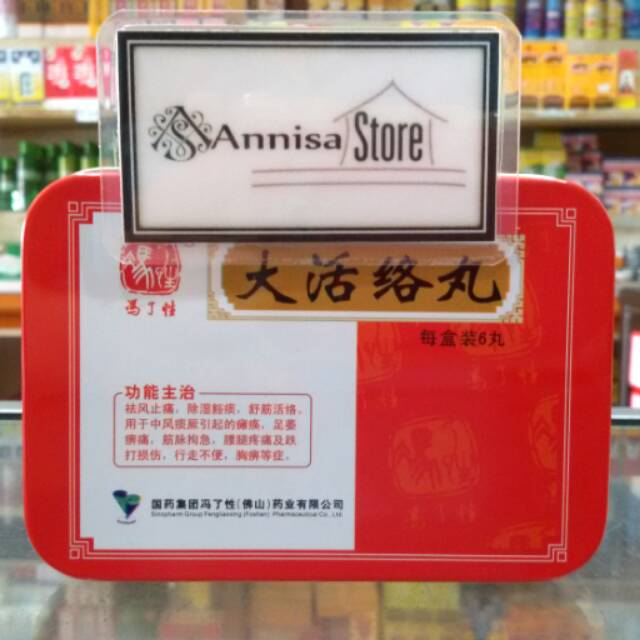 Annisa Store
冯了性
大活络丸
每盒装6丸
功能主治
祛风止痛，除湿豁痰，舒筋活络。
用于中风痰厥引起的瘫痪，足萎
痹痛，筋脉拘急，腰腿疼痛及跌
打损伤，行走不便，胸痹等症。
国药集团冯了性(佛山)药业有限公司
Sinopharm Group Fengliaoxing (Foshan) Pharmaceutical Co., Ltd.